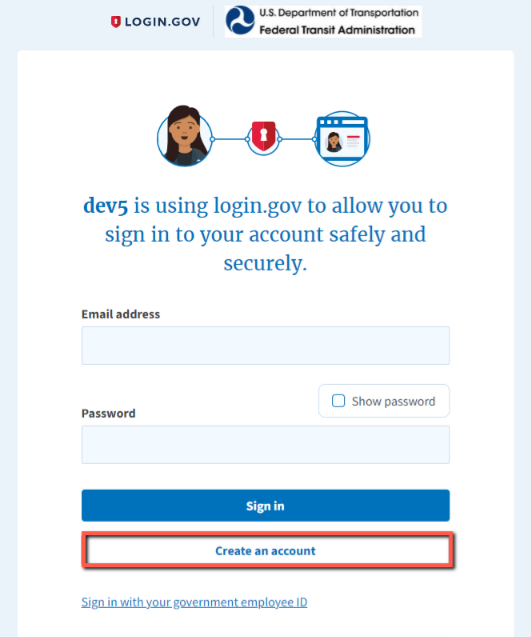 LOGIN.GOV
U.S. Department of Transportation
Federal Transit Administration
dev5 is using login.gov to allow you to
sign in to your account safely and
securely.
Email address
Show password
Password
Sign in
Create an account
Sign in with your government employee ID